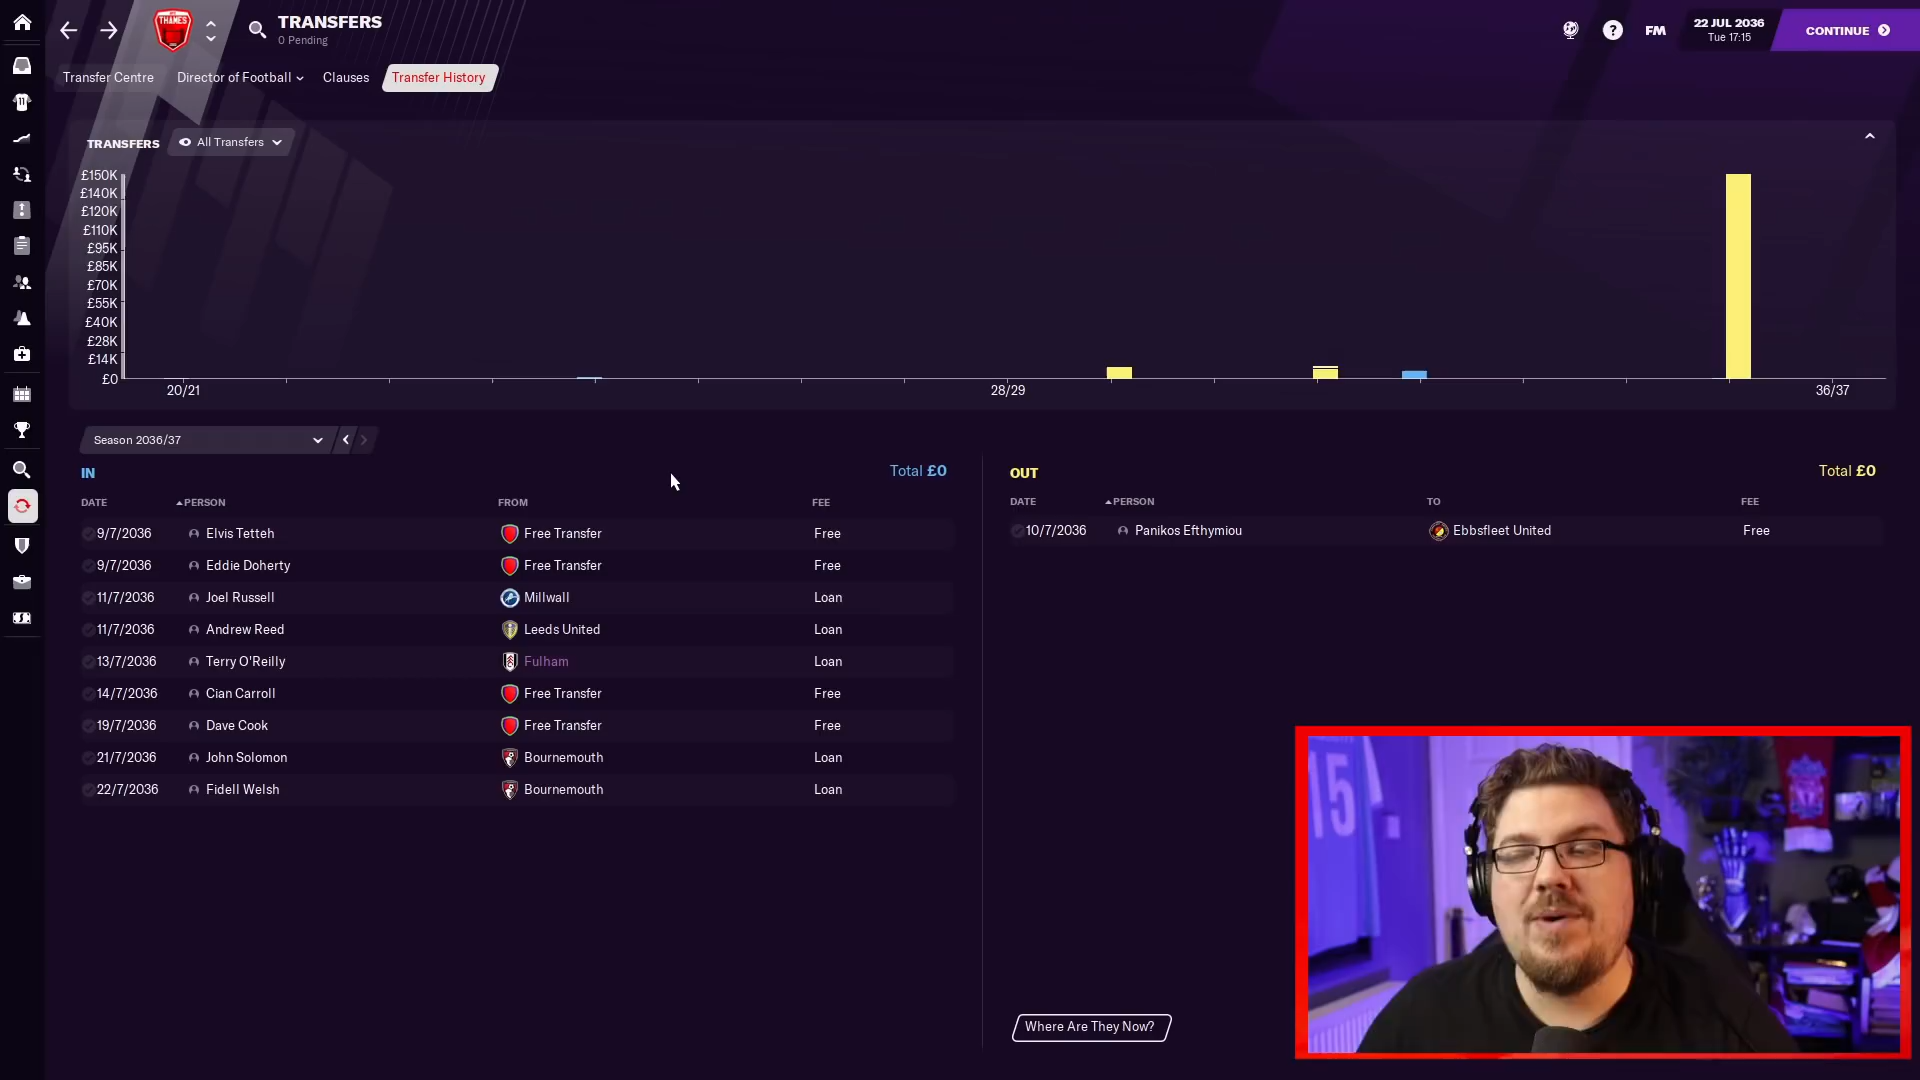 THAMES
TRANSFERS
0 Pending
FM
22 JUL 2036
Tue 17:15
CONTINUE
Transfer Centre
Director of Football
Clauses
Transfer History
TRANSFERS
All Transfers
£150K
£140K
£120K
£110K
£95K
£85K
£70K
£55K
£40K
£28K
£14K
£0
20/21
28/29
36/37
Season 2036/37
IN
Total £0
DATE PERSON FROM FEE
9/7/2036 Elvis Tetteh Free Transfer Free
9/7/2036 Eddie Doherty Free Transfer Free
11/7/2036 Joel Russell Millwall Loan
11/7/2036 Andrew Reed Leeds United Loan
13/7/2036 Terry O'Reilly Fulham Loan
14/7/2036 Cian Carroll Free Transfer Free
19/7/2036 Dave Cook Free Transfer Free
21/7/2036 John Solomon Bournemouth Loan
22/7/2036 Fidell Welsh Bournemouth Loan
OUT
Total £0
DATE PERSON TO FEE
10/7/2036 Panikos Efthymiou Ebbsfleet United Free
Where Are They Now?
15